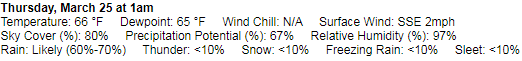 Thursday, March 25 at 1am
Temperature: 66 °F Dewpoint: 65 °F Wind Chill: N/A Surface Wind: SSE 2mph
Sky Cover (%): 80% Precipitation Potential (%): 67% Relative Humidity (%): 97%
Rain: Likely (60%-70%) Thunder: <10% Snow: <10% Freezing Rain: <10% Sleet: <10%